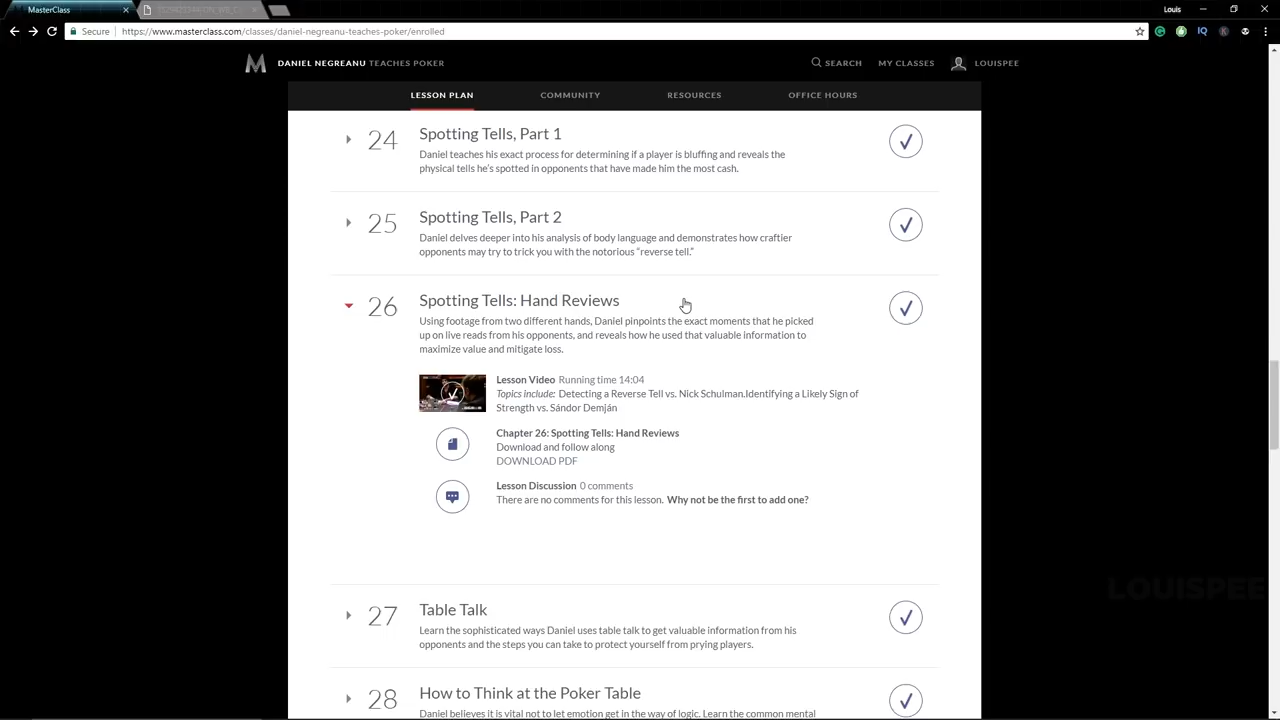 MasterClass
Louis
Secure
https://www.masterclass.com/classes/daniel-negreanu-teaches-poker/enrolled
M DANIEL NEGREANU TEACHES POKER
SEARCH MY CLASSES LOUISPEE
LESSON PLAN COMMUNITY RESOURCES OFFICE HOURS
24 Spotting Tells, Part 1
Daniel teaches his exact process for determining if a player is bluffing and reveals the
physical tells he's spotted in opponents that have made him the most cash.
25 Spotting Tells, Part 2
Daniel delves deeper into his analysis of body language and demonstrates how craftier
opponents may try to trick you with the notorious “reverse tell.”
26 Spotting Tells: Hand Reviews
Using footage from two different hands, Daniel pinpoints the exact moments that he picked
up on live reads from his opponents, and reveals how he used that valuable information to
maximize value and mitigate loss.
Lesson Video Running time 14:04
Topics include: Detecting a Reverse Tell vs. Nick Schulman.Identifying a Likely Sign of
Strength vs. Sándor Demján
Chapter 26: Spotting Tells: Hand Reviews
Download and follow along
DOWNLOAD PDF
Lesson Discussion 0 comments
There are no comments for this lesson. Why not be the first to add one?
LOUISPEE
27 Table Talk
Learn the sophisticated ways Daniel uses table talk to get valuable information from his
opponents and the steps you can take to protect yourself from prying players.
28 How to Think at the Poker Table
Daniel believes it is vital not to let emotion get in the way of logic. Learn the common mental